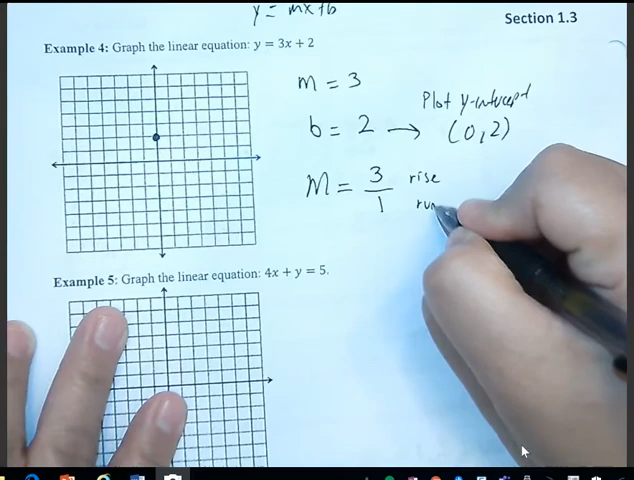 y = mx+b
Section 1.3
Example 4: Graph the linear equation: y = 3x + 2
m = 3
Plot y-intercept
b = 2 → (0,2)
M = 3/1 rise
run
Example 5: Graph the linear equation: 4x + y = 5.